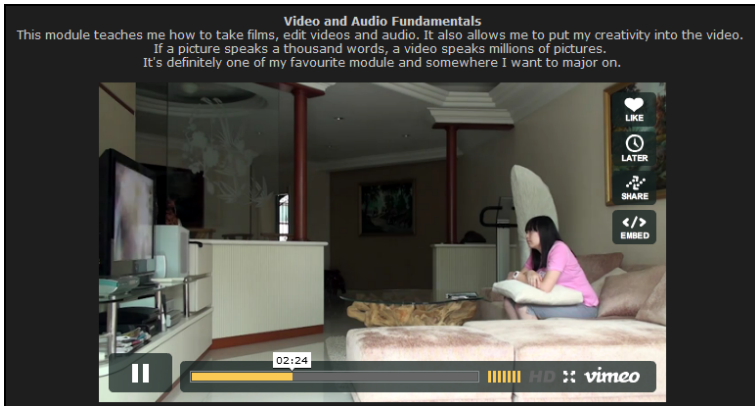 Video and Audio Fundamentals
This module teaches me how to take films, edit videos and audio. It also allows me to put my creativity into the video.
If a picture speaks a thousand words, a video speaks millions of pictures.
It's definitely one of my favourite module and somewhere I want to major on.
LIKE
LATER
SHARE
</>
EMBED
02:24
HD vimeo